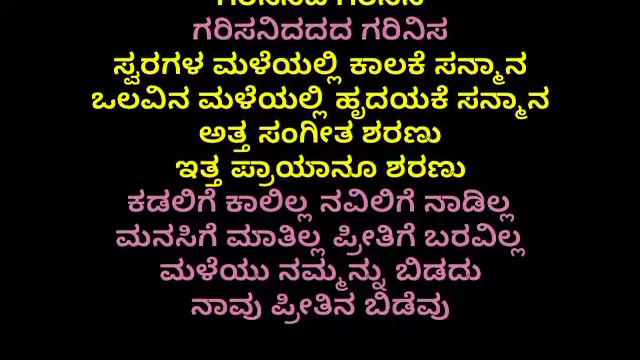 ಗರಿಸನಿದದದ ಗರಿನಿಸ
ಸ್ವರಗಳ ಮಳೆಯಲ್ಲಿ ಕಾಲಕೆ ಸನ್ಮಾನ
ಒಲವಿನ ಮಳೆಯಲ್ಲಿ ಹೃದಯಕೆ ಸನ್ಮಾನ
ಅತ್ತ ಸಂಗೀತ ಶರಣು
ಇತ್ತ ಪ್ರಾಯಾನೂ ಶರಣು
ಕಡಲಿಗೆ ಕಾಲಿಲ್ಲ ನವಿಲಿಗೆ ನಾಡಿಲ್ಲ
ಮನಸಿಗೆ ಮಾತಿಲ್ಲ ಪ್ರೀತಿಗೆ ಬರವಿಲ್ಲ
ಮಳೆಯು ನಮ್ಮನ್ನು ಬಿಡದು
ನಾವು ಪ್ರೀತಿನ ಬಿಡೆವು